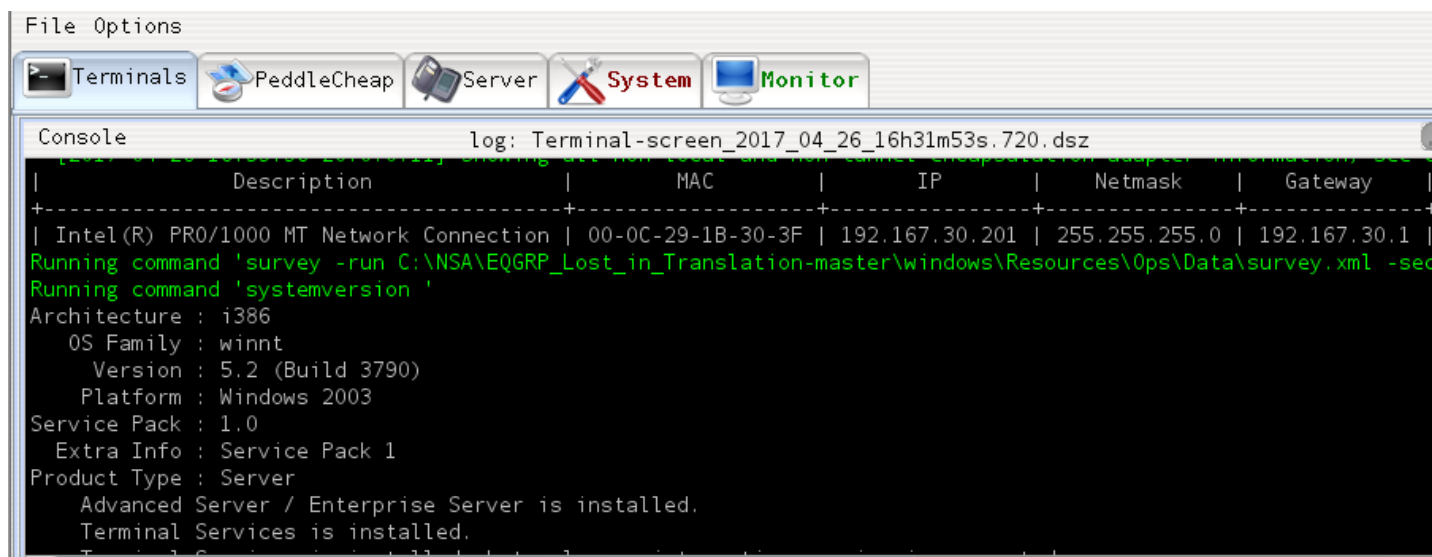 File Options
Terminals PeddleCheap Server System Monitor
Console log: Terminal-screen_2017_04_26_16h31m53s.720.dsz
| Description | MAC | IP | Netmask | Gateway |
+------------------------------------------+--------------------+-----------------+----------------+---------------+
| Intel(R) PRO/1000 MT Network Connection | 00-0C-29-1B-30-3F | 192.167.30.201 | 255.255.255.0 | 192.167.30.1 |
Running command 'survey -run C:\NSA\EQGRP_Lost_in_Translation-master\windows\Resources\Ops\Data\survey.xml -sec
Running command 'systemversion '
Architecture : i386
OS Family : winnt
Version : 5.2 (Build 3790)
Platform : Windows 2003
Service Pack : 1.0
Extra Info : Service Pack 1
Product Type : Server
Advanced Server / Enterprise Server is installed.
Terminal Services is installed.